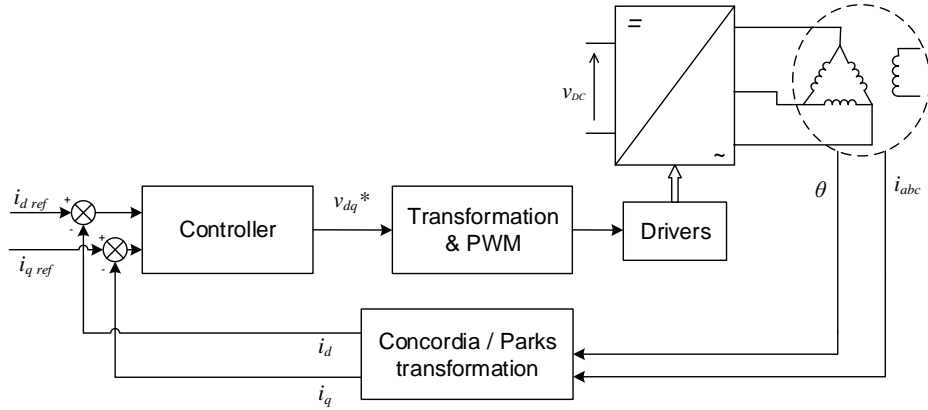 =
v_DC
~
i_d ref
+
-
i_q ref
+
-
Controller
v_dq*
Transformation
& PWM
Drivers
θ
i_abc
Concordia / Parks
transformation
i_d
i_q